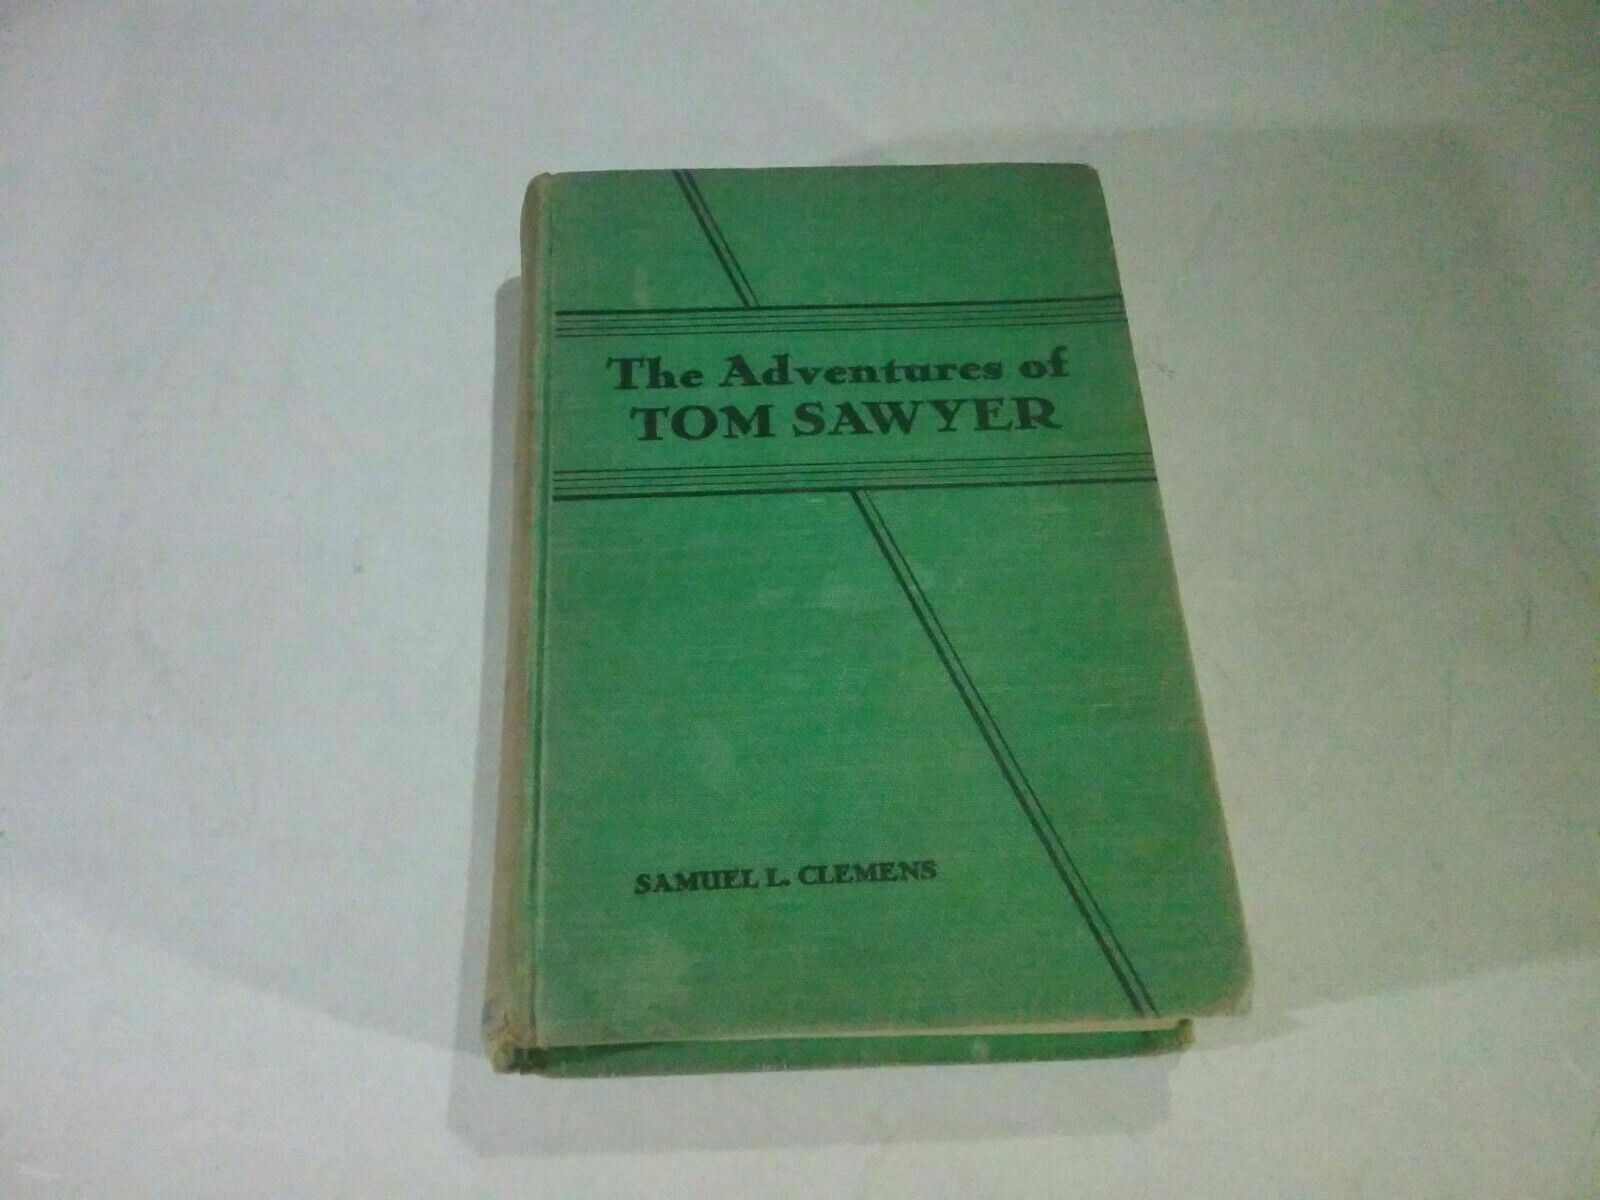 The Adventures of
TOM SAWYER
SAMUEL L. CLEMENS